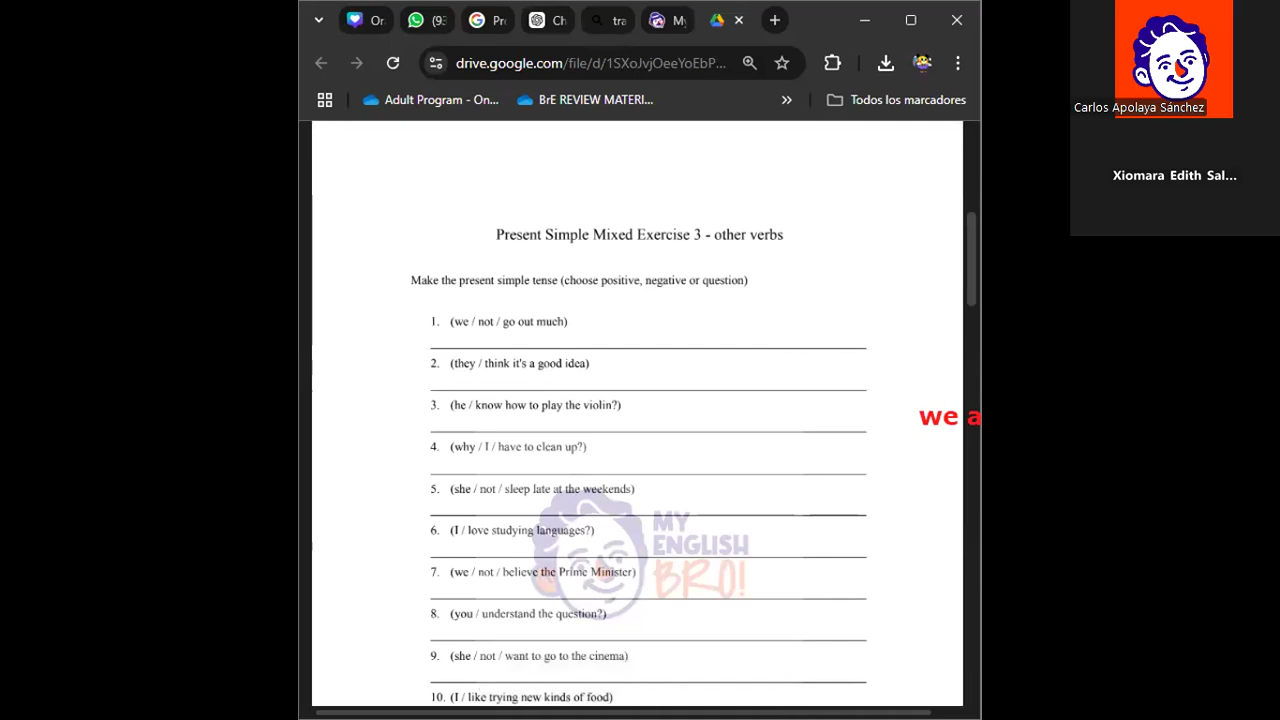 Or
(93
Pr
Ch
tra
My
drive.google.com/file/d/1SXoJvjOeeYoEbP...
Adult Program - On...
BrE REVIEW MATERI...
»
Todos los marcadores
Carlos Apolaya Sánchez
Xiomara Edith Sal...
Present Simple Mixed Exercise 3 - other verbs
Make the present simple tense (choose positive, negative or question)
1. (we / not / go out much)
2. (they / think it's a good idea)
3. (he / know how to play the violin?)
we a
4. (why / I / have to clean up?)
5. (she / not / sleep late at the weekends)
6. (I / love studying languages?)
7. (we / not / believe the Prime Minister)
8. (you / understand the question?)
9. (she / not / want to go to the cinema)
10. (I / like trying new kinds of food)
MY
ENGLISH
BRO!